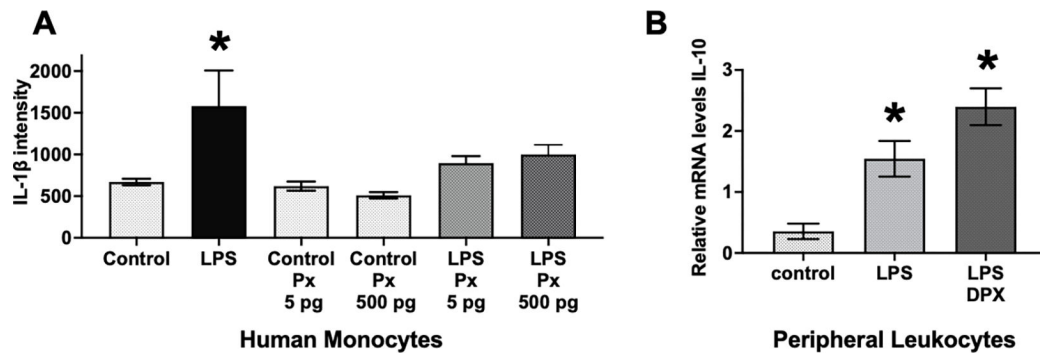 A
IL-1β intensity
2000
1500
1000
500
0
*
Control
LPS
Control
Px
5 pg
Control
Px
500 pg
LPS
Px
5 pg
LPS
Px
500 pg
Human Monocytes
B
Relative mRNA levels IL-10
3
2
1
0
*
*
control
LPS
LPS
DPX
Peripheral Leukocytes